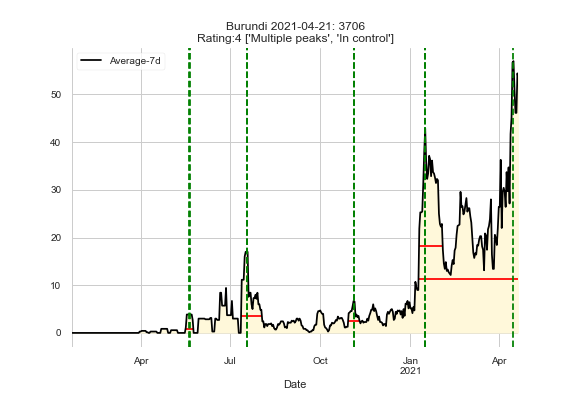 Burundi 2021-04-21: 3706
Rating:4 ['Multiple peaks', 'In control']
Average-7d
50
40
30
20
10
0
Apr
Jul
Oct
Jan
2021
Apr
Date